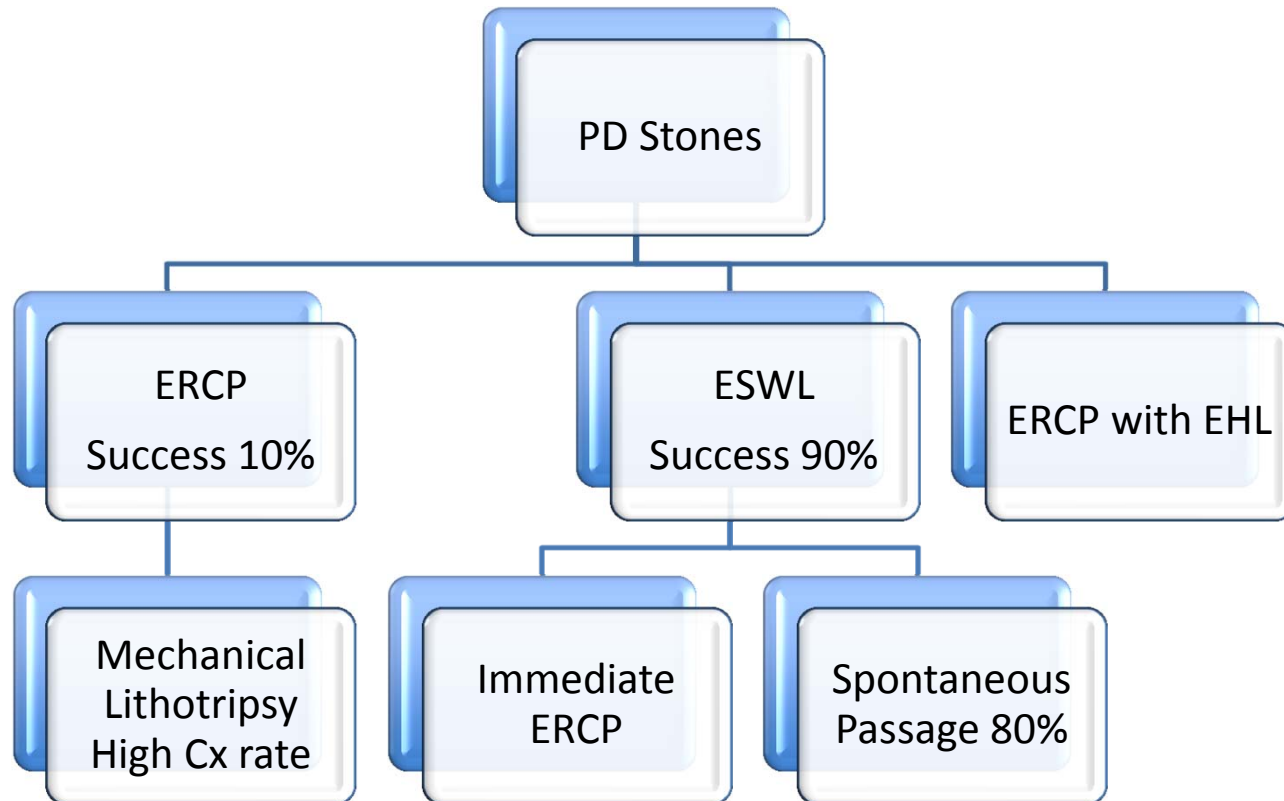 PD Stones
ERCP
Success 10%
ESWL
Success 90%
ERCP with EHL
Mechanical
Lithotripsy
High Cx rate
Immediate
ERCP
Spontaneous
Passage 80%